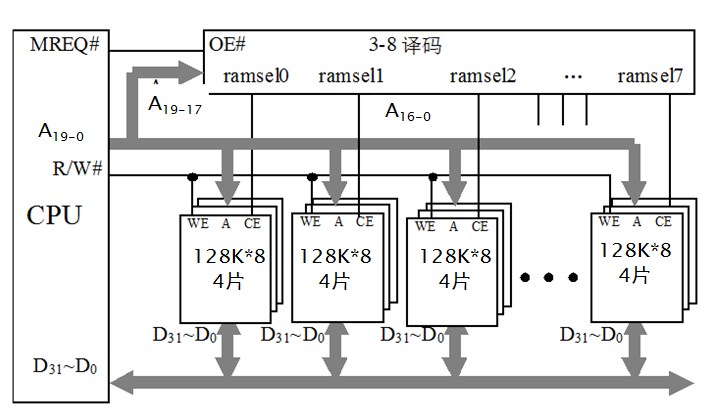 MREQ#
OE#
3-8 译码
ramsel0
ramsel1
ramsel2
...
ramsel7
A19-17
A16-0
A19-0
R/W#
CPU
WE A CE
WE A CE
WE A CE
WE A CE
128K*8
4片
128K*8
4片
128K*8
4片
128K*8
4片
D31~D0
D31~D0
D31~D0
D31~D0
D31~D0